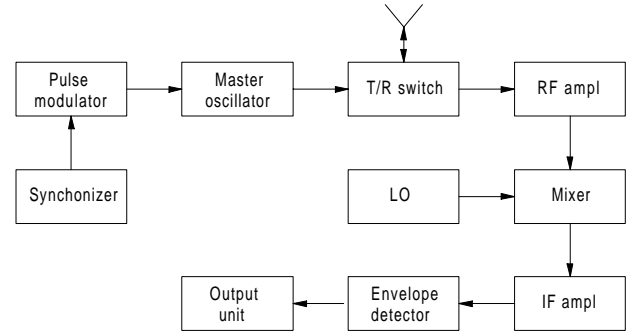 Pulse
modulator
Master
oscillator
T/R switch
RF ampl
Synchonizer
LO
Mixer
Output
unit
Envelope
detector
IF ampl